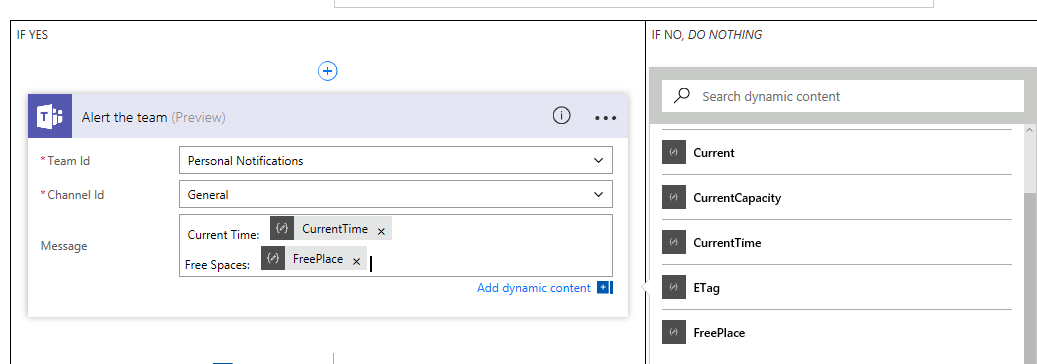 IF YES
IF NO, DO NOTHING
Alert the team (Preview)
* Team Id
Personal Notifications
* Channel Id
General
Message
Current Time: CurrentTime ×
Free Spaces: FreePlace ×
Add dynamic content
Search dynamic content
Current
CurrentCapacity
CurrentTime
ETag
FreePlace